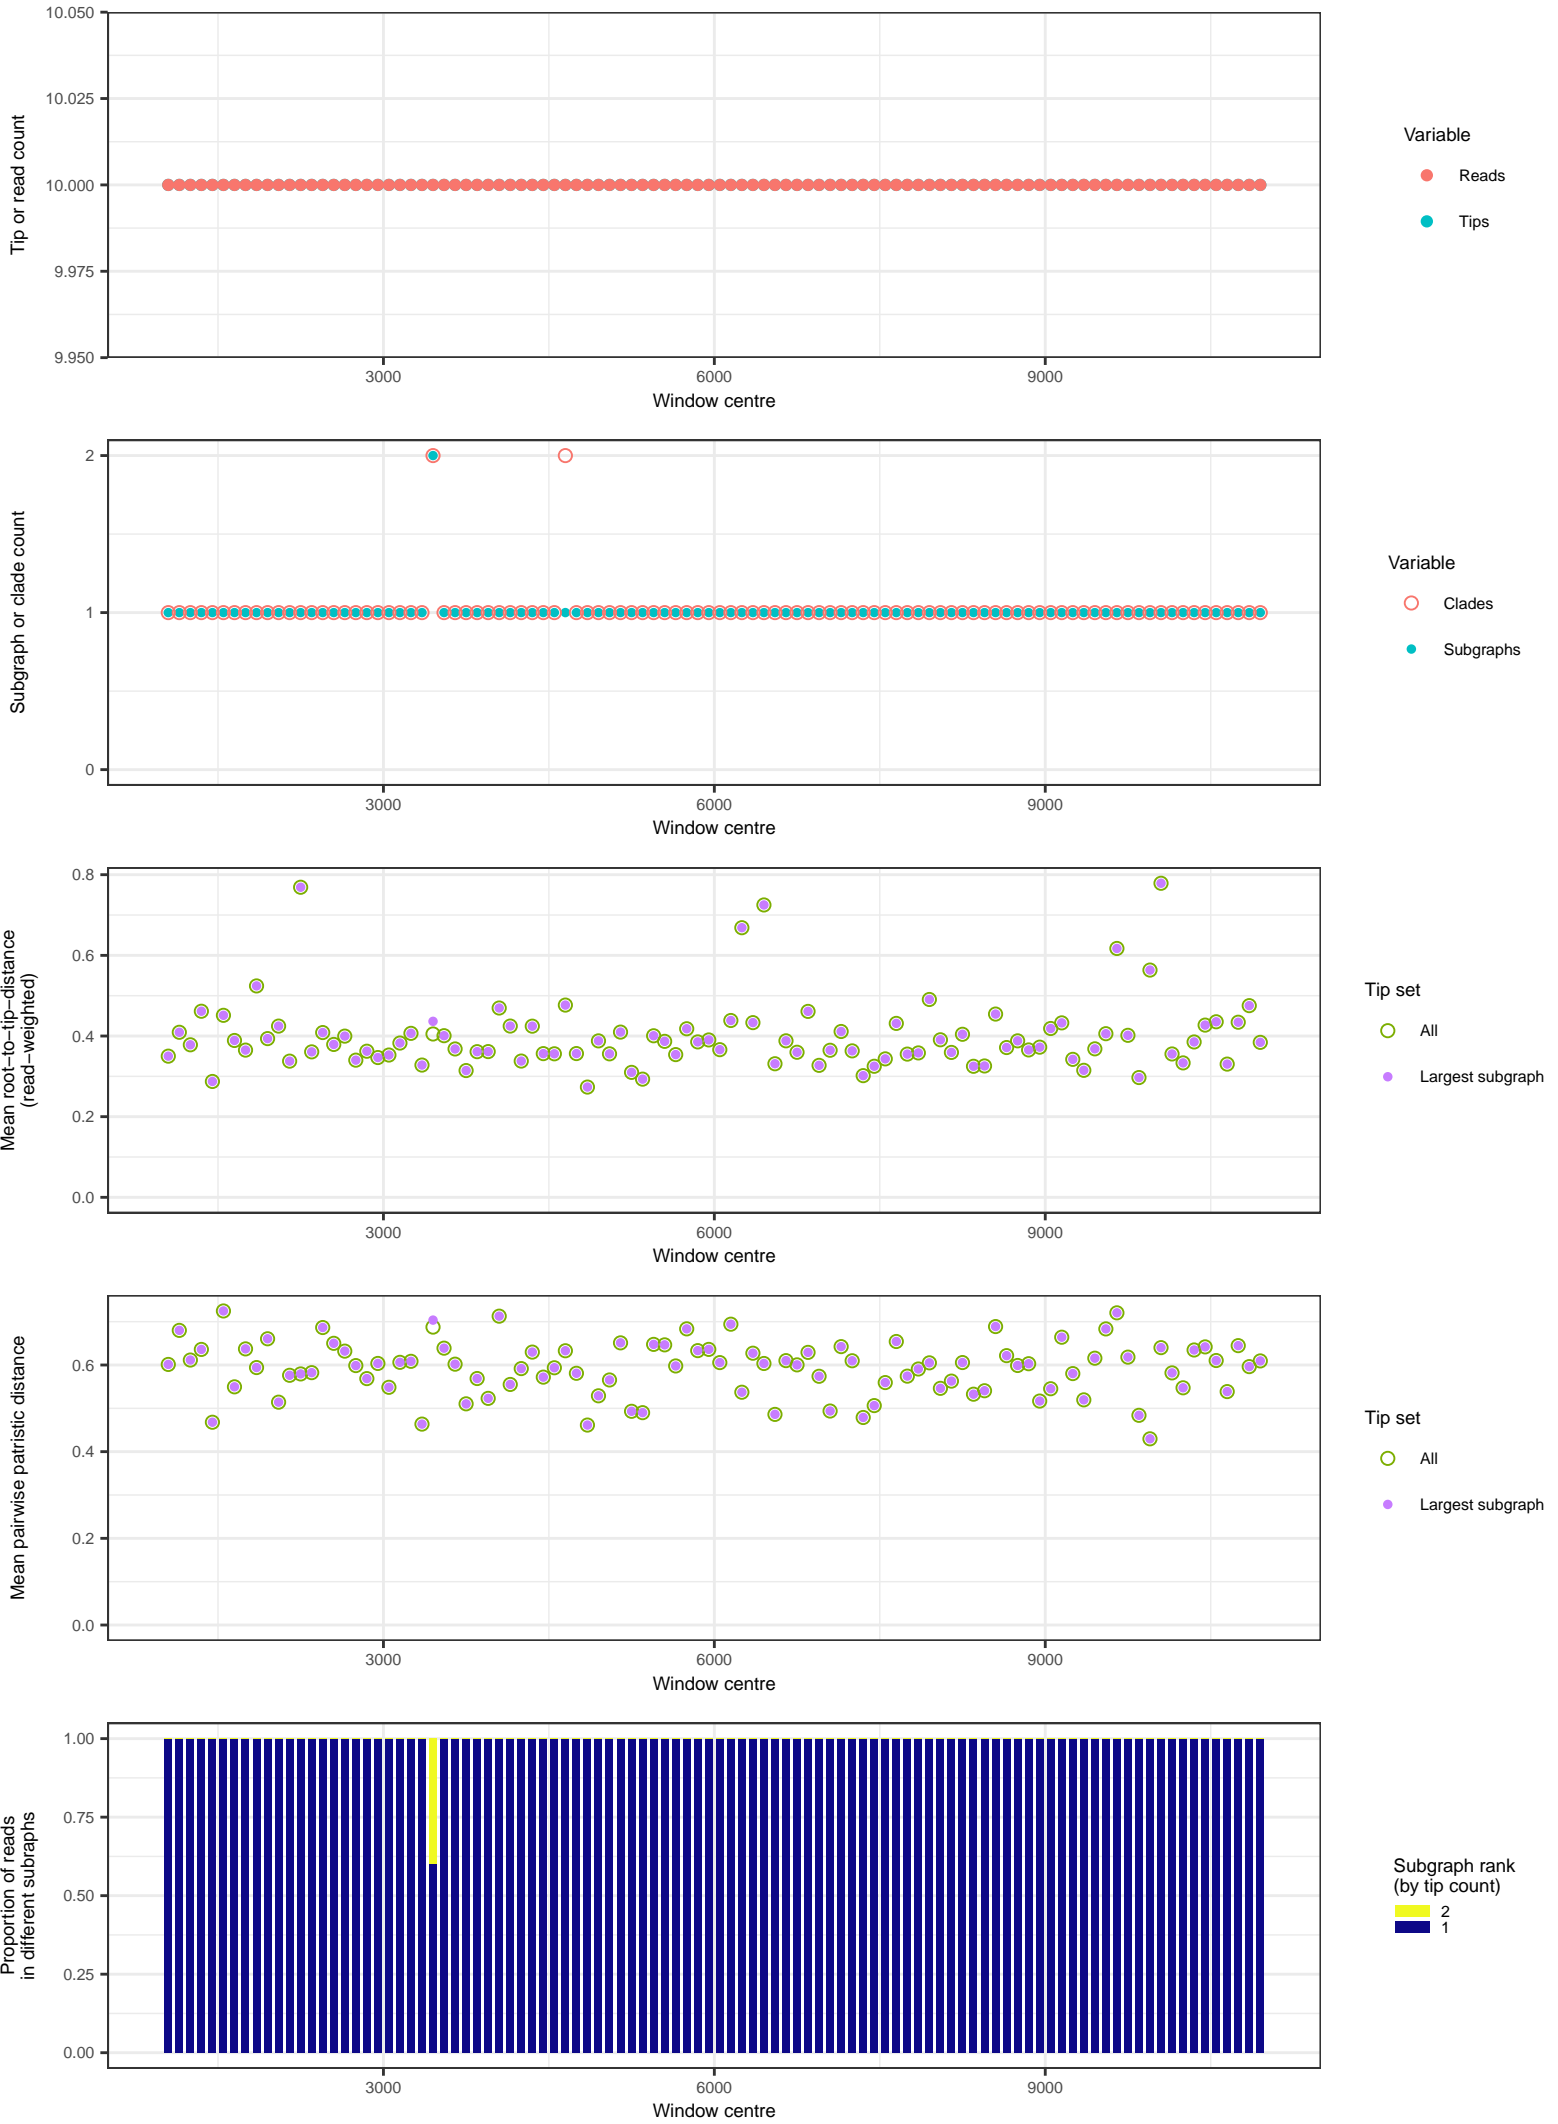 10.050
10.025
10.000
9.975
9.950
Tip or read count
3000
6000
9000
Window centre
Variable
Reads
Tips
2
1
0
Subgraph or clade count
3000
6000
9000
Window centre
Variable
Clades
Subgraphs
0.8
0.6
0.4
0.2
0.0
Mean root−to−tip−distance
(read−weighted)
3000
6000
9000
Window centre
Tip set
All
Largest subgraph
0.6
0.4
0.2
0.0
Mean pairwise patristic distance
3000
6000
9000
Window centre
Tip set
All
Largest subgraph
1.00
0.75
0.50
0.25
0.00
Proportion of reads
in different subraphs
3000
6000
9000
Window centre
Subgraph rank
(by tip count)
2
1